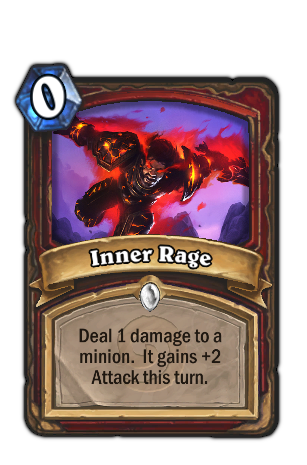 0
Inner Rage
Deal 1 damage to a
minion. It gains +2
Attack this turn.